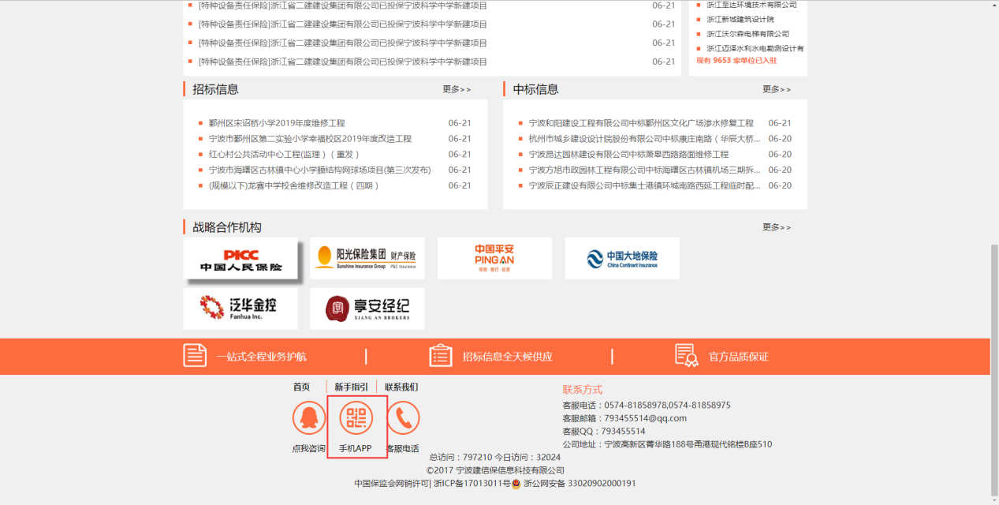 [特种设备责任保险]浙江省二建建设集团有限公司已投保宁波科学中学新建项目 06-21
[特种设备责任保险]浙江省二建建设集团有限公司已投保宁波科学中学新建项目 06-21
[特种设备责任保险]浙江省二建建设集团有限公司已投保宁波科学中学新建项目 06-21
[特种设备责任保险]浙江省二建建设集团有限公司已投保宁波科学中学新建项目 06-21
浙江至达环境技术有限公司
浙江新城建筑设计院
浙江沃尔森电梯有限公司
浙江迈泽水利水电勘测设计有
现有 9653 家单位已入驻
招标信息 更多>>
鄞州区宋诏桥小学2019年度维修工程 06-21
宁波市鄞州区第二实验小学幸福校区2019年度改造工程 06-21
红心村公共活动中心工程(监理)(重发) 06-21
宁波市海曙区古林镇中心小学膜结构网球场项目(第三次发布) 06-21
(规模以下)龙赛中学校舍维修改造工程(四期) 06-21
中标信息 更多>>
宁波和阳建设工程有限公司中标鄞州区文化广场渗水修复工程 06-21
杭州市城乡建设设计院股份有限公司中标康庄南路(华辰大桥... 06-20
宁波昂达园林建设有限公司中标萧皋西路路面维修工程 06-20
宁波方旭市政园林工程有限公司中标海曙区古林镇机场三期拆... 06-20
宁波辰正建设有限公司中标集士港镇环城南路西延工程临时配... 06-20
战略合作机构 更多>>
PICC
中国人民保险
阳光保险集团 财产保险
Sunshine Insurance Group P&C Insurance
中国平安
PING AN
保险·银行·投资
中国大地保险
China Continent Insurance
泛华金控
Fanhua Inc.
享安经纪
XIANG AN BROKERS
一站式全程业务护航
招标信息全天候供应
官方品质保证
首页 新手指引 联系我们
点我咨询 手机APP 客服电话
联系方式
客服电话:0574-81858978,0574-81858975
客服邮箱:793455514@qq.com
客服QQ:793455514
公司地址:宁波高新区菁华路188号甬港现代铭楼B座510
总访问:797210 今日访问:32024
©2017 宁波建信保信息科技有限公司
中国保监会网销许可| 浙ICP备17013011号 浙公网安备 33020902000191